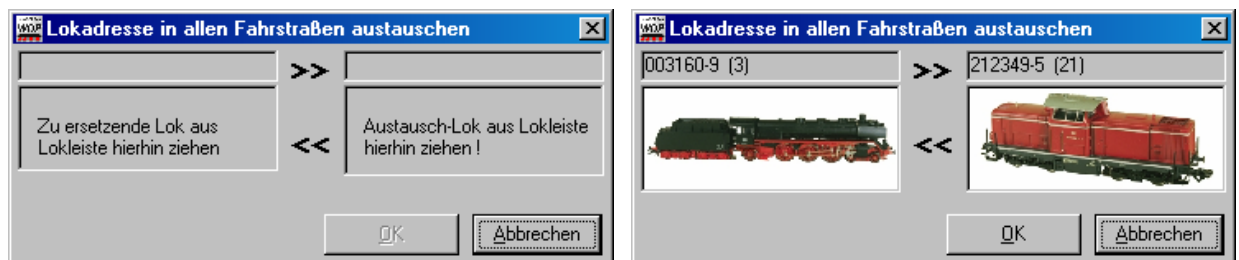 Lokadresse in allen Fahrstraßen austauschen
>>
Zu ersetzende Lok aus
Lokleiste hierhin ziehen
<<
Austausch-Lok aus Lokleiste
hierhin ziehen !
OK
Abbrechen
Lokadresse in allen Fahrstraßen austauschen
003160-9 (3)
>>
212349-5 (21)
<<
OK
Abbrechen